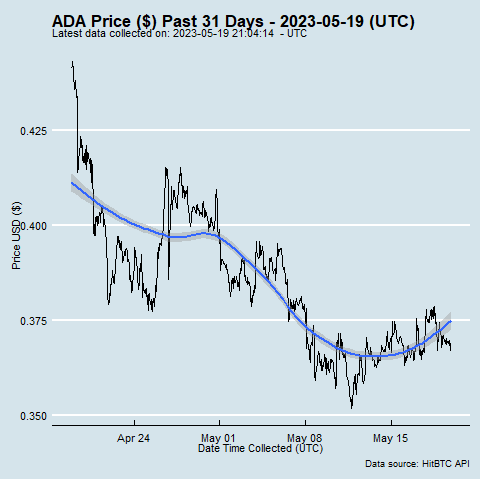 ADA Price ($) Past 31 Days - 2023-05-19 (UTC)
Latest data collected on: 2023-05-19 21:04:14 - UTC
Price USD ($)
0.425
0.400
0.375
0.350
Apr 24 May 01 May 08 May 15
Date Time Collected (UTC)
Data source: HitBTC API